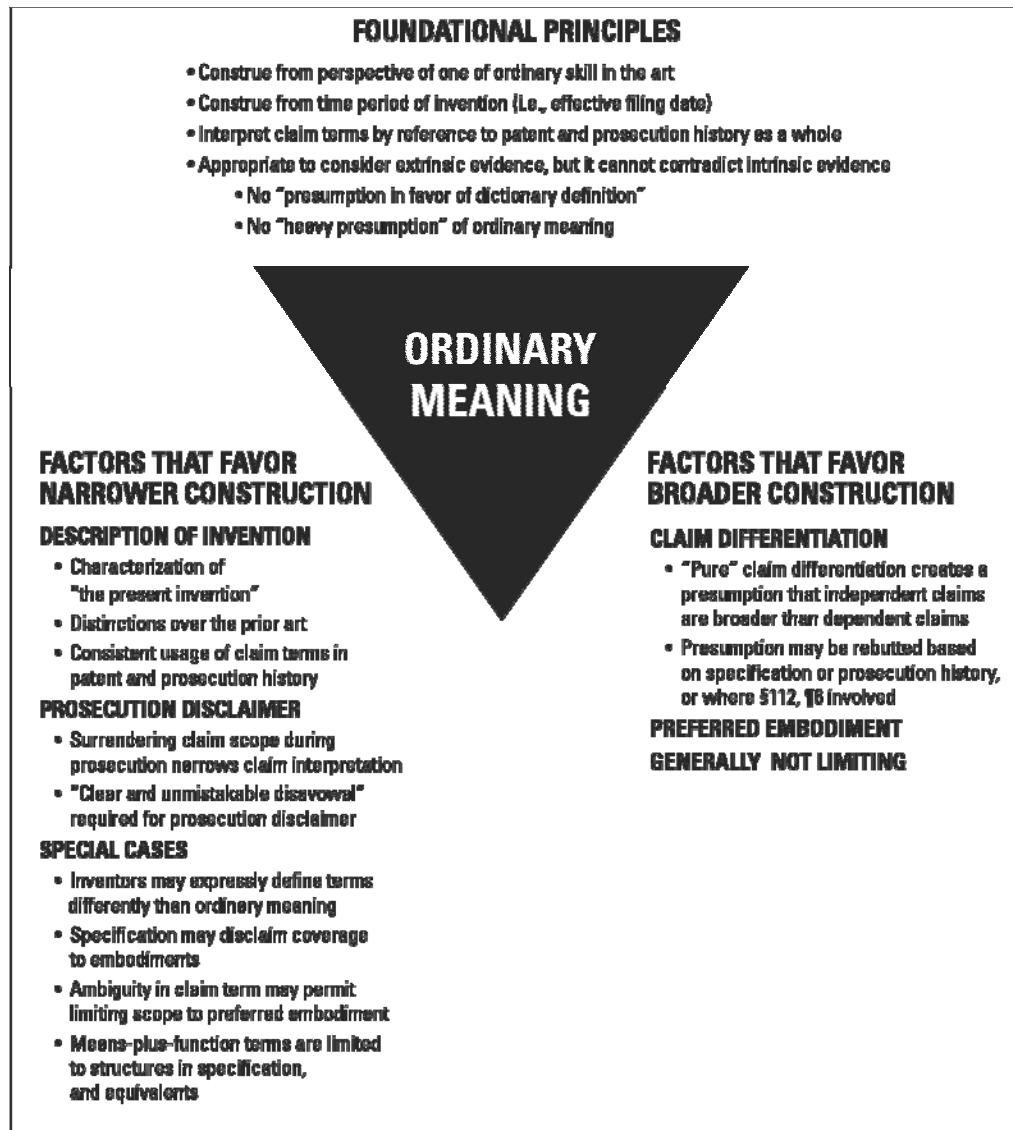 FOUNDATIONAL PRINCIPLES
• Construe from perspective of one of ordinary skill in the art
• Construe from time period of invention (i.e., effective filing date)
• Interpret claim terms by reference to patent and prosecution history as a whole
• Appropriate to consider extrinsic evidence, but it cannot contradict intrinsic evidence
• No "presumption in favor of dictionary definition"
• No "heavy presumption" of ordinary meaning
ORDINARY
MEANING
FACTORS THAT FAVOR
NARROWER CONSTRUCTION
DESCRIPTION OF INVENTION
• Characterization of
"the present invention"
• Distinctions over the prior art
• Consistent usage of claim terms in
patent and prosecution history
PROSECUTION DISCLAIMER
• Surrendering claim scope during
prosecution narrows claim interpretation
• "Clear and unmistakable disavowal"
required for prosecution disclaimer
SPECIAL CASES
• Inventors may expressly define terms
differently than ordinary meaning
• Specification may disclaim coverage
to embodiments
• Ambiguity in claim term may permit
limiting scope to preferred embodiment
• Means-plus-function terms are limited
to structures in specification,
and equivalents
FACTORS THAT FAVOR
BROADER CONSTRUCTION
CLAIM DIFFERENTIATION
• "Pure" claim differentiation creates a
presumption that independent claims
are broader than dependent claims
• Presumption may be rebutted based
on specification or prosecution history,
or where §112, ¶6 involved
PREFERRED EMBODIMENT
GENERALLY NOT LIMITING